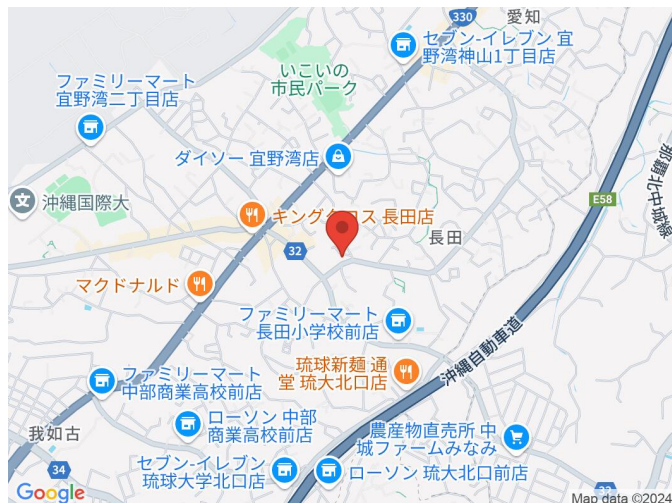 330
愛知
セブン-イレブン 宜
野湾神山1丁目店
いこいの
市民パーク
ファミリーマート
宜野湾二丁目店
ダイソー 宜野湾店
那覇北中城線
E58
文
沖縄国際大
キングタコス 長田店
長田
32
マクドナルド
ファミリーマート
長田小学校前店
沖縄自動車道
琉球新麺 通
堂 琉大北口店
ファミリーマート
中部商業高校前店
ローソン 中部
商業高校前店
我如古
農産物直売所 中
城ファームみなみ
34
セブン-イレブン
琉球大学北口店
ローソン 琉大北口前店
Google
Map data ©2024